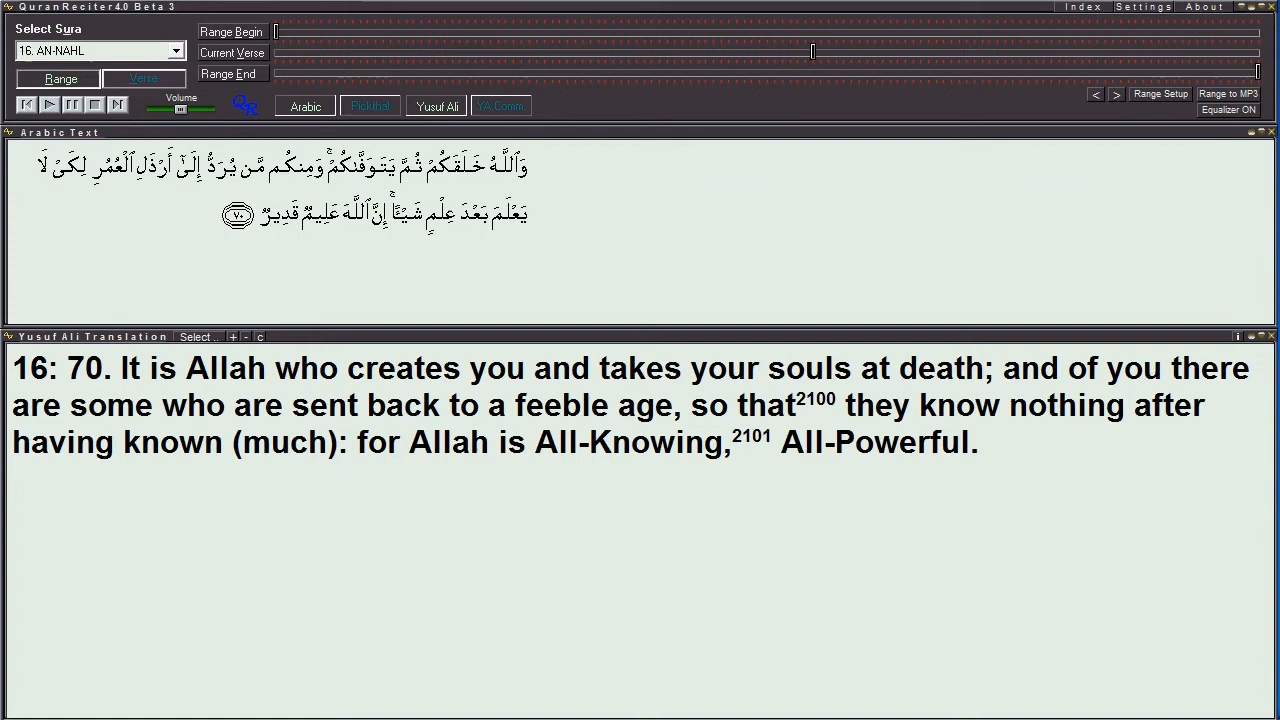 QuranReciter4.0 Beta 3
Index Settings About
Select Sura
16. AN-NAHL
Range Begin
Current Verse
Range End
Range Verse
Volume
QR
Arabic Pickthal Yusuf Ali YA Comm.
< > Range Setup Range to MP3
Equalizer ON
Arabic Text
وَٱللَّهُ خَلَقَكُمْ ثُمَّ يَتَوَفَّىٰكُمْ ۚ وَمِنكُم مَّن يُرَدُّ إِلَىٰٓ أَرْذَلِ ٱلْعُمُرِ لِكَىْ لَا
يَعْلَمَ بَعْدَ عِلْمٍ شَيْـًٔا ۚ إِنَّ ٱللَّهَ عَلِيمٌ قَدِيرٌ ٧٠
Yusuf Ali Translation Select .. + - c
i
16: 70. It is Allah who creates you and takes your souls at death; and of you there
are some who are sent back to a feeble age, so that2100 they know nothing after
having known (much): for Allah is All-Knowing,2101 All-Powerful.